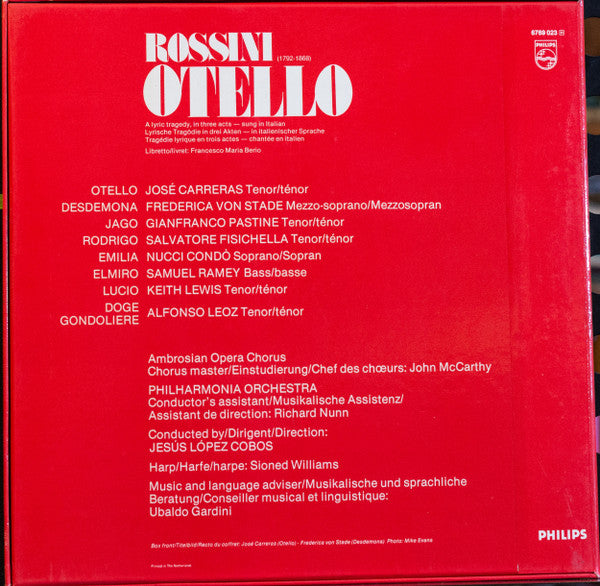 ROSSINI
(1792-1868)
OTELLO
6769 023
PHILIPS
A lyric tragedy, in three acts — sung in Italian
Lyrische Tragödie in drei Akten — in italienischer Sprache
Tragédie lyrique en trois actes — chantée en italien
Libretto/livret: Francesco Maria Berio
OTELLO JOSÉ CARRERAS Tenor/ténor
DESDEMONA FREDERICA VON STADE Mezzo-soprano/Mezzosopran
JAGO GIANFRANCO PASTINE Tenor/ténor
RODRIGO SALVATORE FISICHELLA Tenor/ténor
EMILIA NUCCI CONDÒ Soprano/Sopran
ELMIRO SAMUEL RAMEY Bass/basse
LUCIO KEITH LEWIS Tenor/ténor
DOGE
GONDOLIERE ALFONSO LEOZ Tenor/ténor
Ambrosian Opera Chorus
Chorus master/Einstudierung/Chef des chœurs: John McCarthy
PHILHARMONIA ORCHESTRA
Conductor's assistant/Musikalische Assistenz/
Assistant de direction: Richard Nunn
Conducted by/Dirigent/Direction:
JESÚS LÓPEZ COBOS
Harp/Harfe/harpe: Sioned Williams
Music and language adviser/Musikalische und sprachliche
Beratung/Conseiller musical et linguistique:
Ubaldo Gardini
PHILIPS
Box front/Titelbild/Recto du coffret: José Carreras (Otello) - Frederica von Stade (Desdemona) Photo: Mike Evans
Printed in The Netherlands